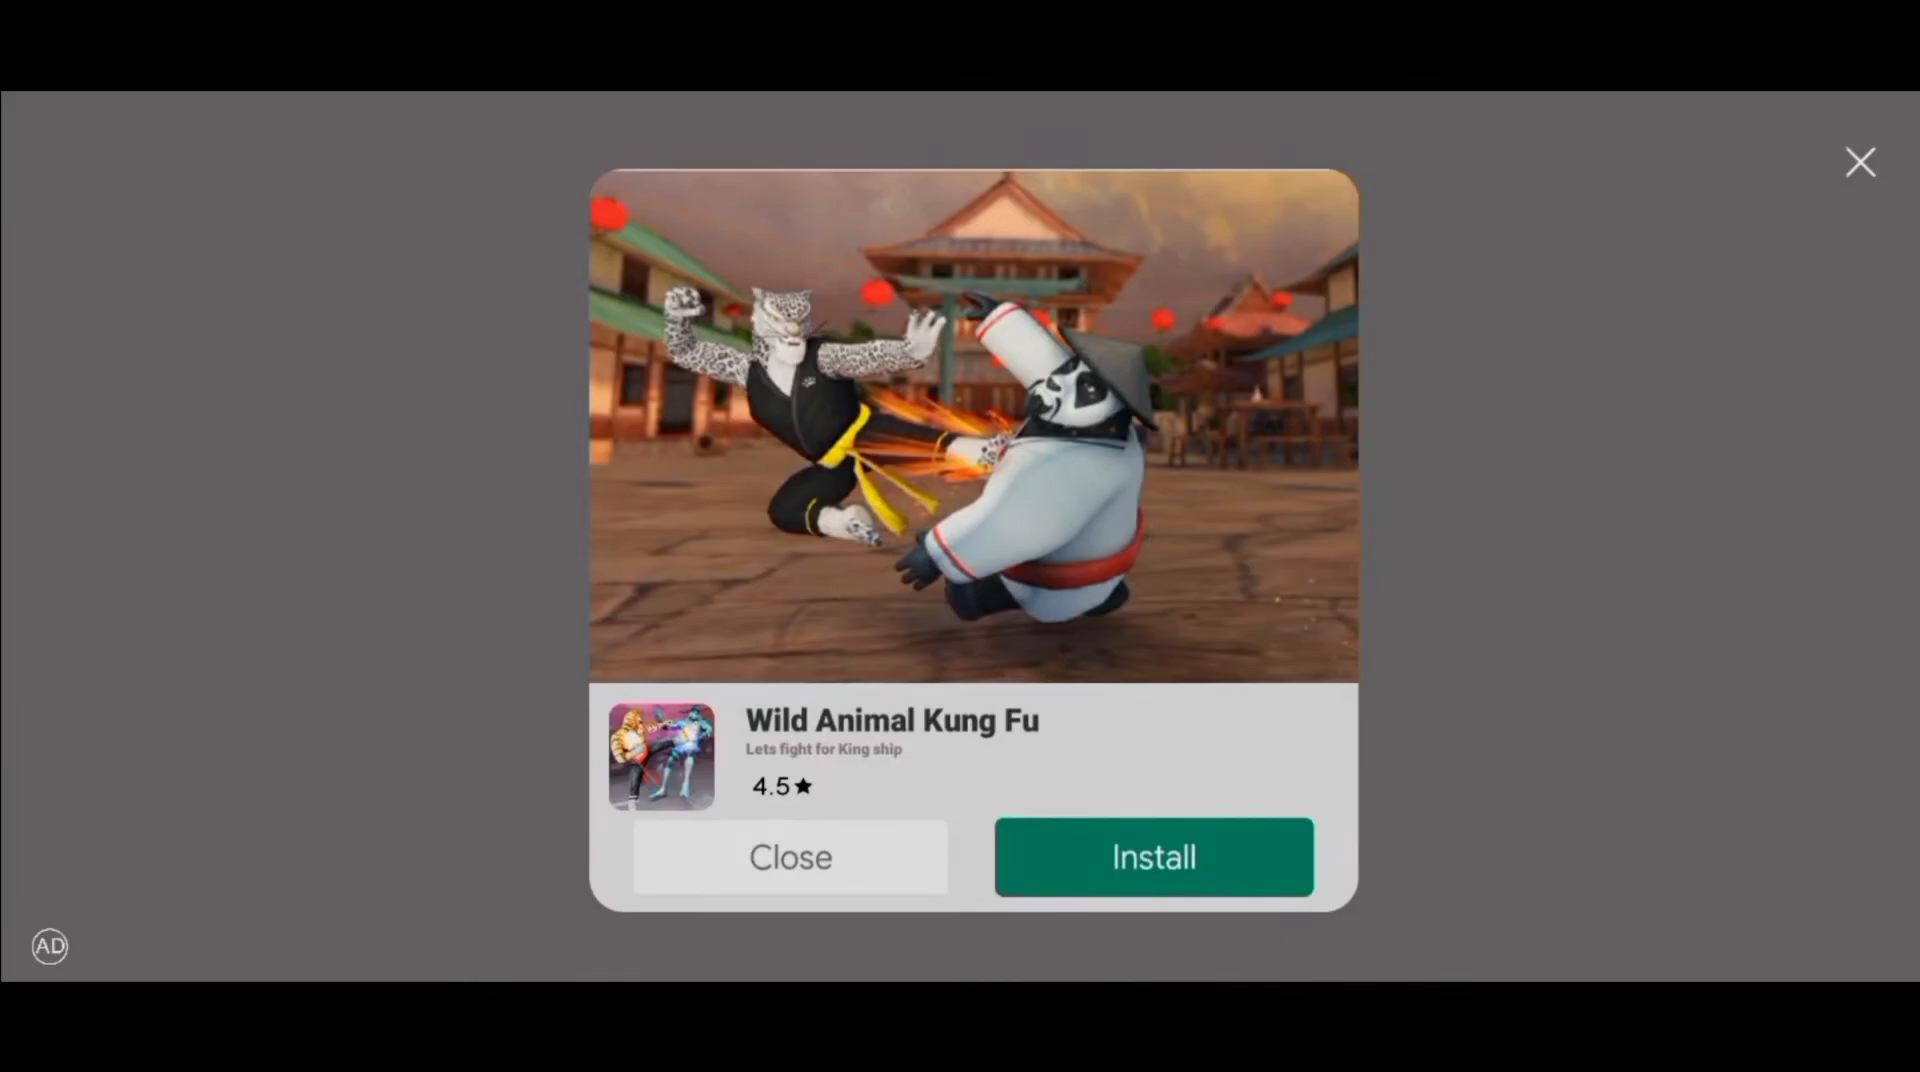 Wild Animal Kung Fu
Lets fight for King ship
4.5★
Close
Install
AD